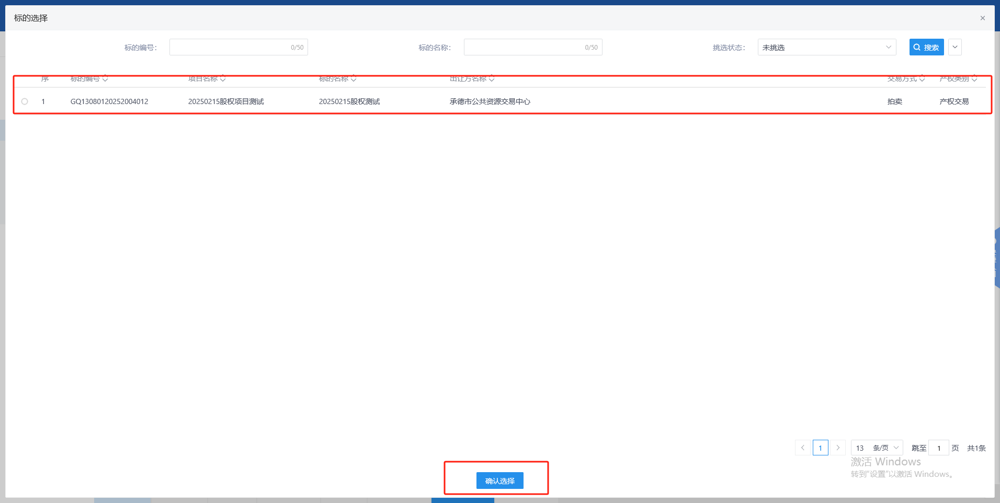 标的选择
标的编号： 0/50 标的名称： 0/50 挑选状态： 未挑选 搜索
序 标的编号 项目名称 标的名称 出让方名称 交易方式 产权类别
1 GQ13080120252004012 20250215股权项目测试 20250215股权测试 承德市公共资源交易中心 拍卖 产权交易
1 13 条/页 跳至 1 页 共1条
激活 Windows
转到“设置”以激活 Windows。
确认选择